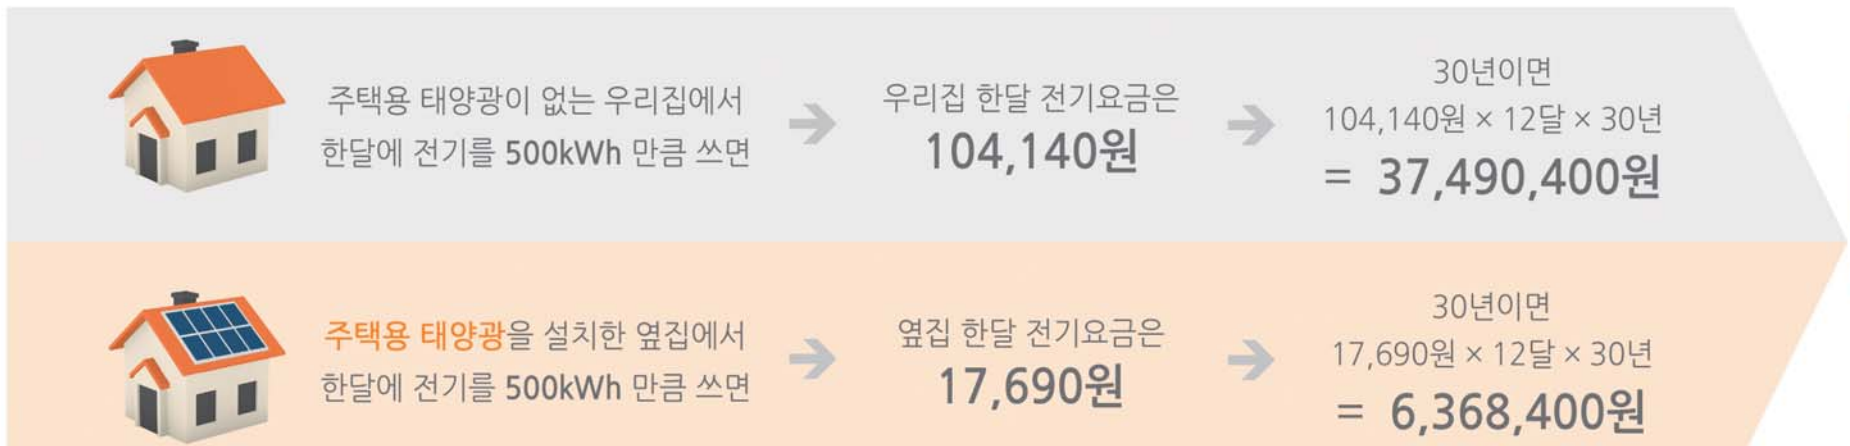 주택용 태양광이 없는 우리집에서
한달에 전기를 500kWh 만큼 쓰면
우리집 한달 전기요금은
104,140원
30년이면
104,140원 × 12달 × 30년
= 37,490,400원
주택용 태양광을 설치한 옆집에서
한달에 전기를 500kWh 만큼 쓰면
옆집 한달 전기요금은
17,690원
30년이면
17,690원 × 12달 × 30년
= 6,368,400원